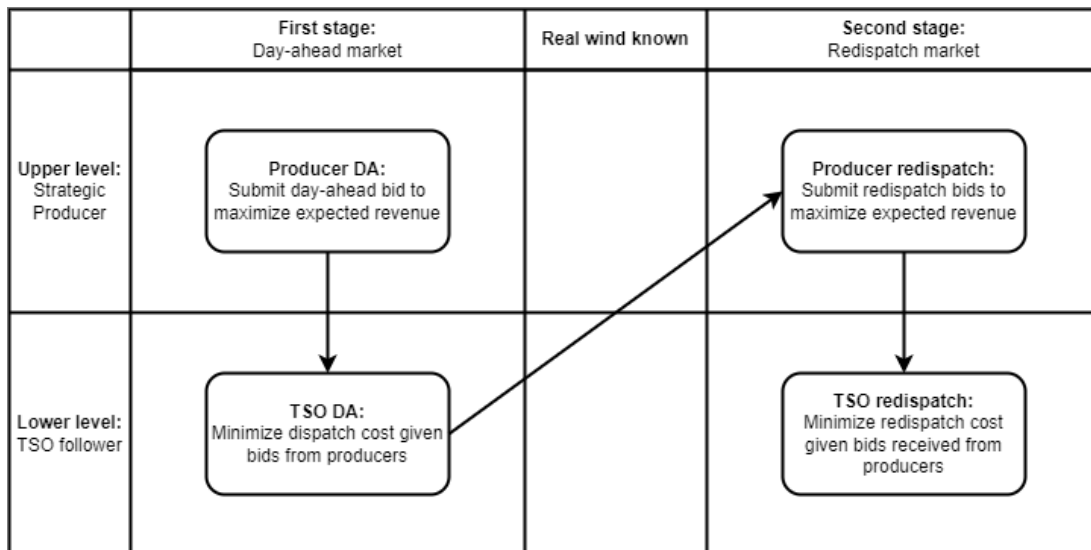 First stage:
Day-ahead market
Real wind known
Second stage:
Redispatch market
Upper level:
Strategic
Producer
Producer DA:
Submit day-ahead bid to
maximize expected revenue
Producer redispatch:
Submit redispatch bids to
maximize expected revenue
Lower level:
TSO follower
TSO DA:
Minimize dispatch cost given
bids from producers
TSO redispatch:
Minimize redispatch cost
given bids received from
producers